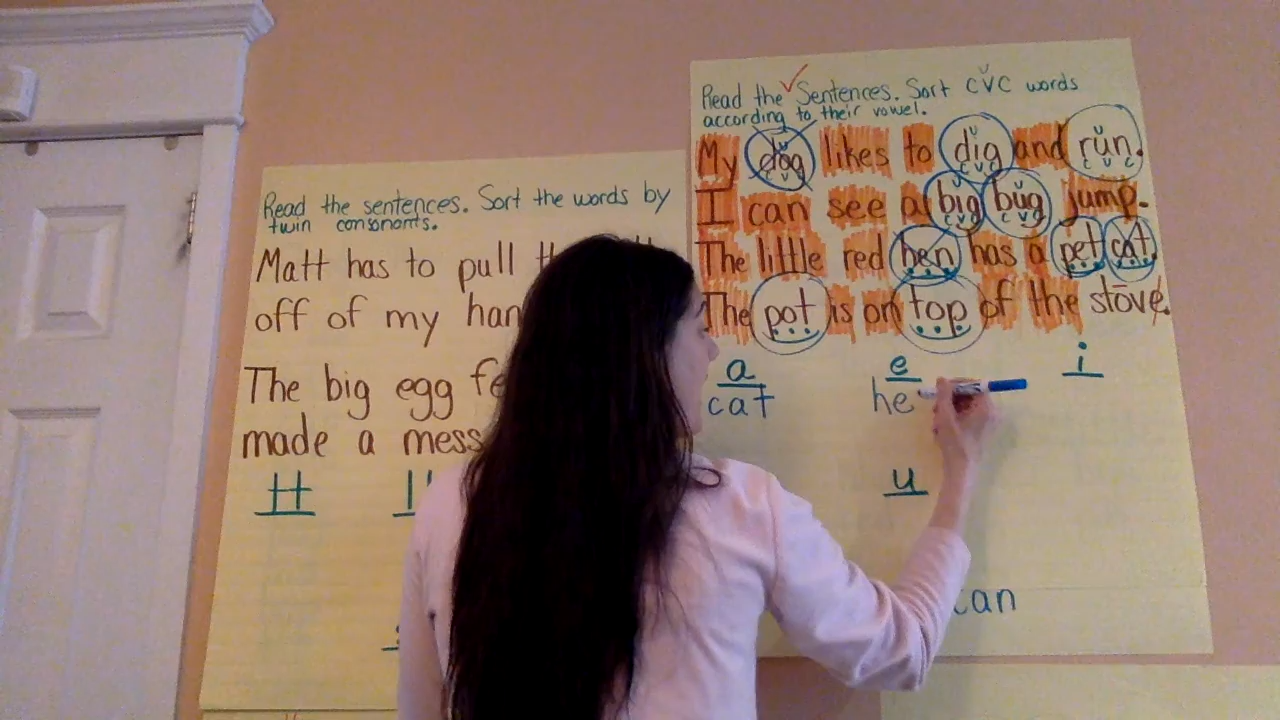 Read the sentences. Sort the words by
twin consonants.
Matt has to pull
off of my
The big egg
made a mess
tt
Read the Sentences. Sort CVC words
according to their vowel.
My dog likes to dig and run.
I can see a big bug jump.
The little red hen has a pet cat.
The pot is on top of the stove.
a e i
cat he
u
can